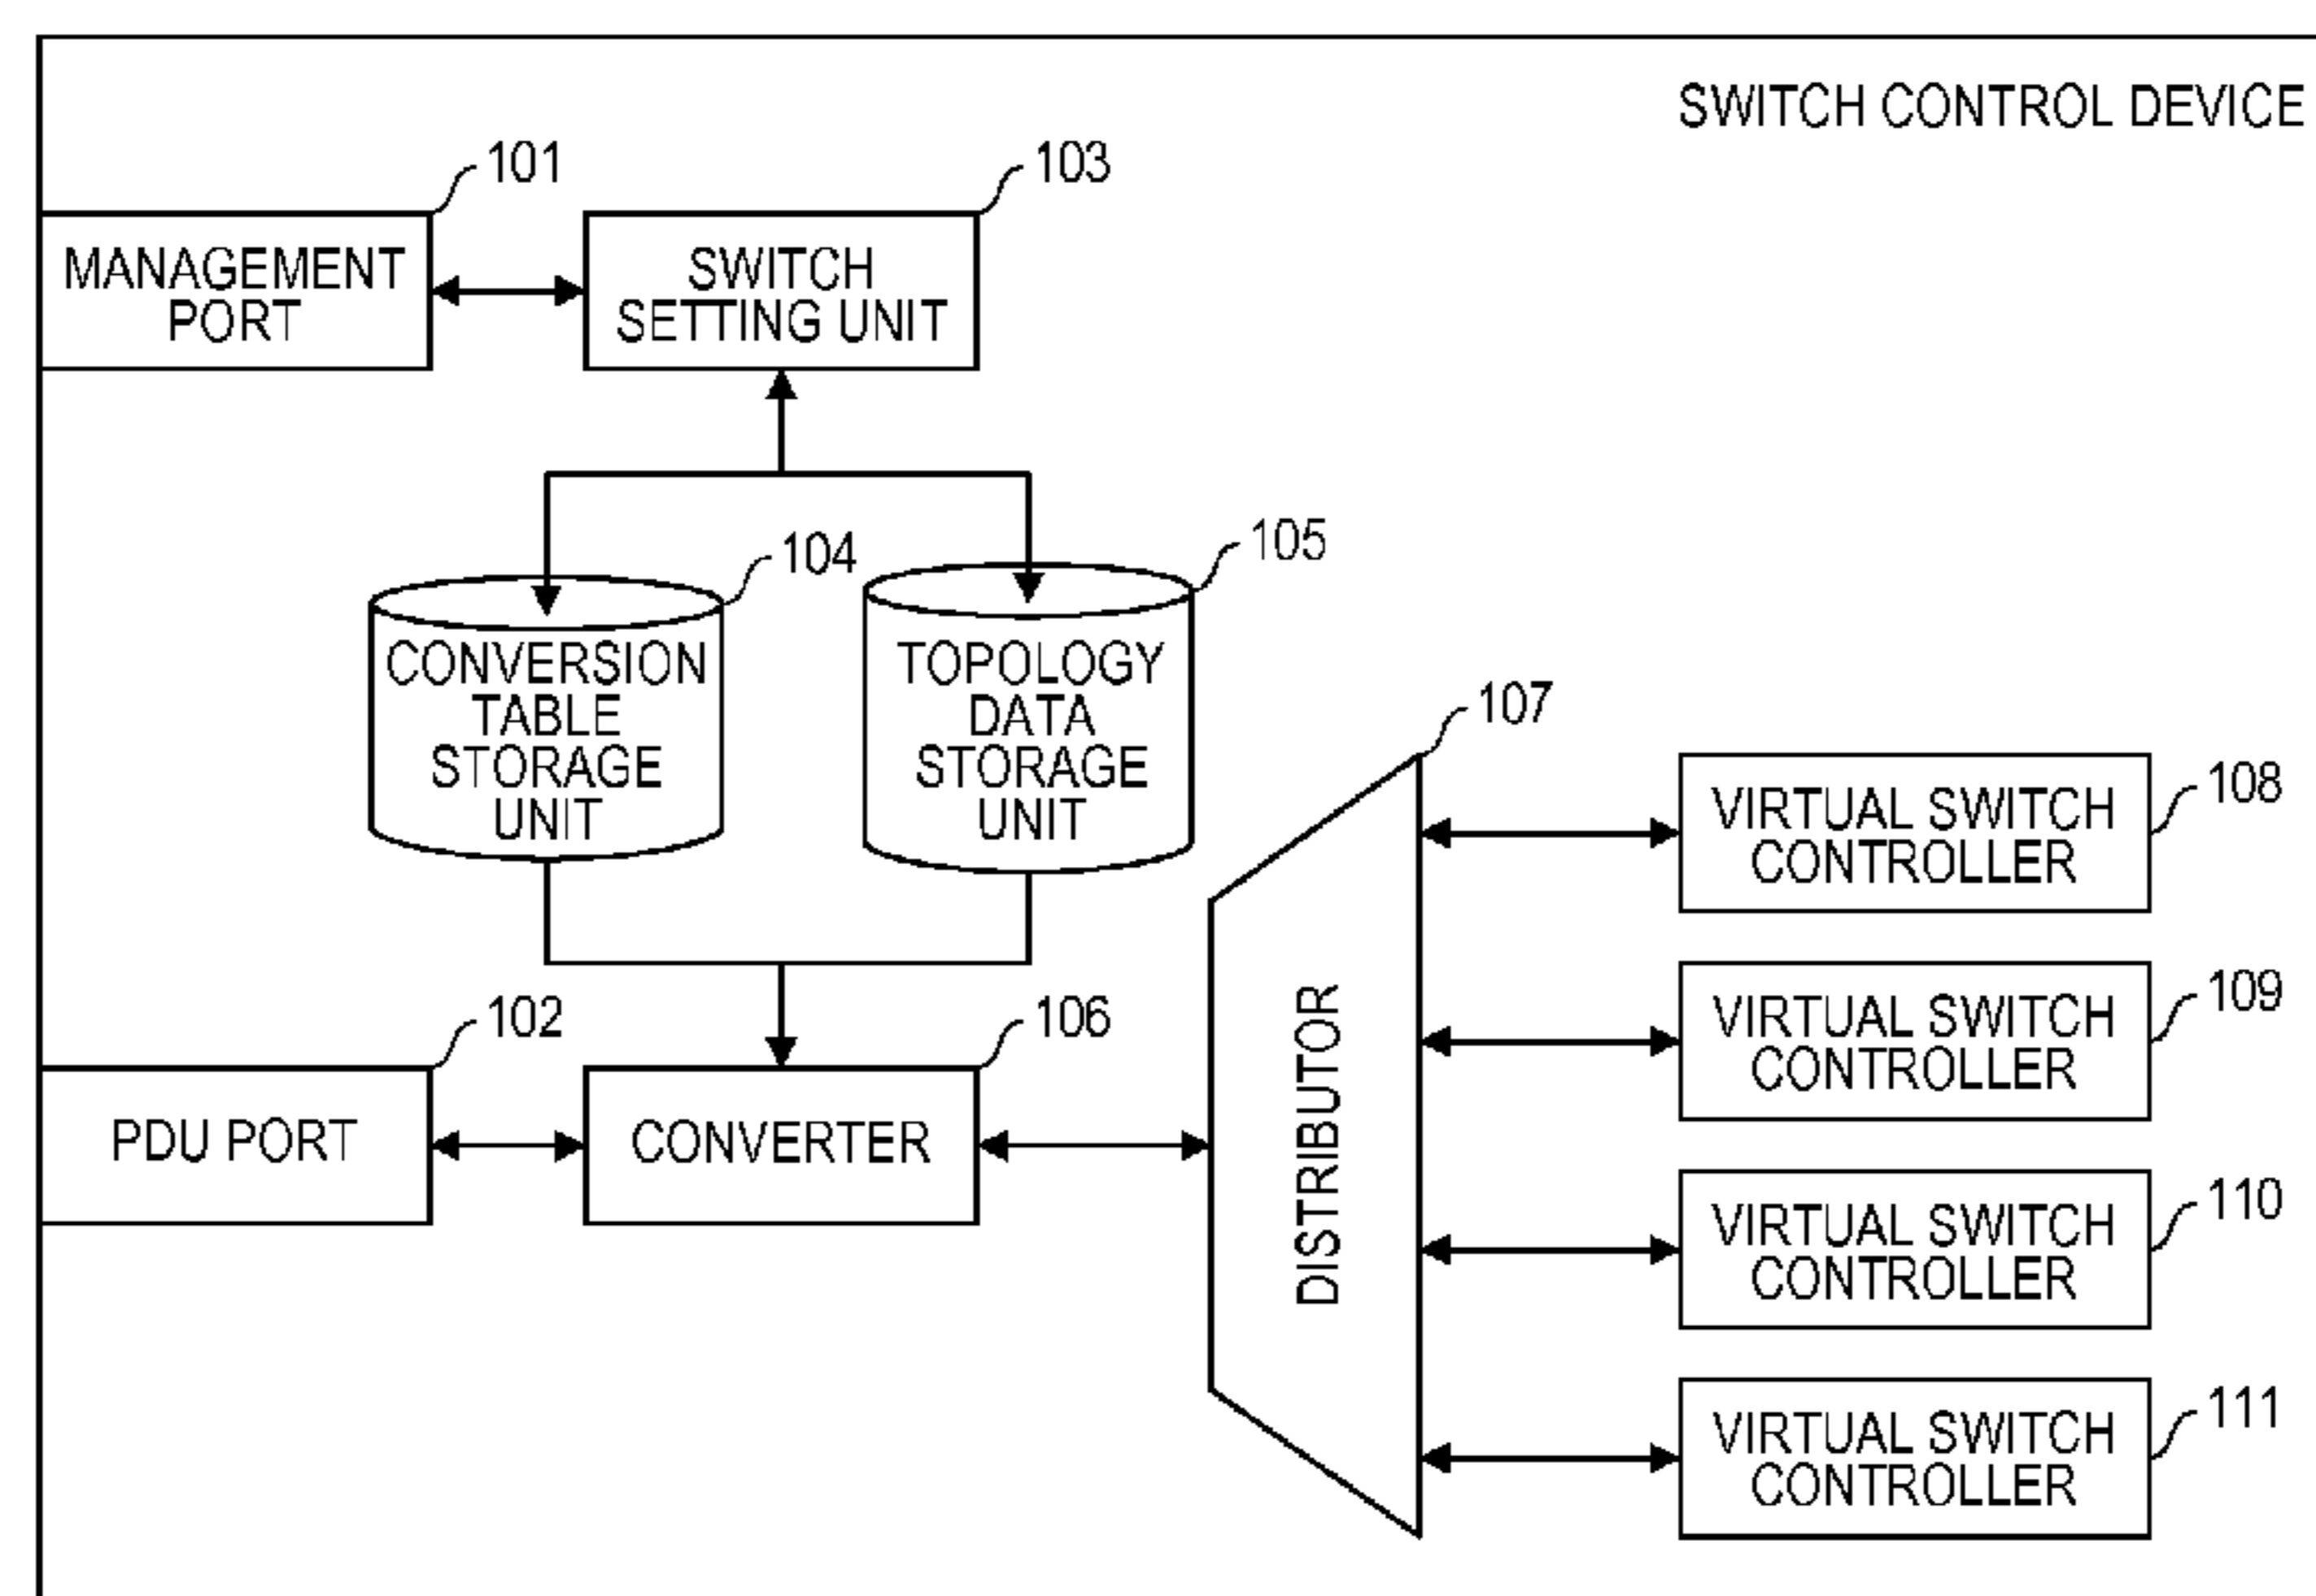 SWITCH CONTROL DEVICE
101
103
MANAGEMENT
PORT
SWITCH
SETTING UNIT
104
105
CONVERSION
TABLE
STORAGE
UNIT
TOPOLOGY
DATA
STORAGE
UNIT
107
102
106
PDU PORT
CONVERTER
DISTRIBUTOR
108
VIRTUAL SWITCH
CONTROLLER
109
VIRTUAL SWITCH
CONTROLLER
110
VIRTUAL SWITCH
CONTROLLER
111
VIRTUAL SWITCH
CONTROLLER